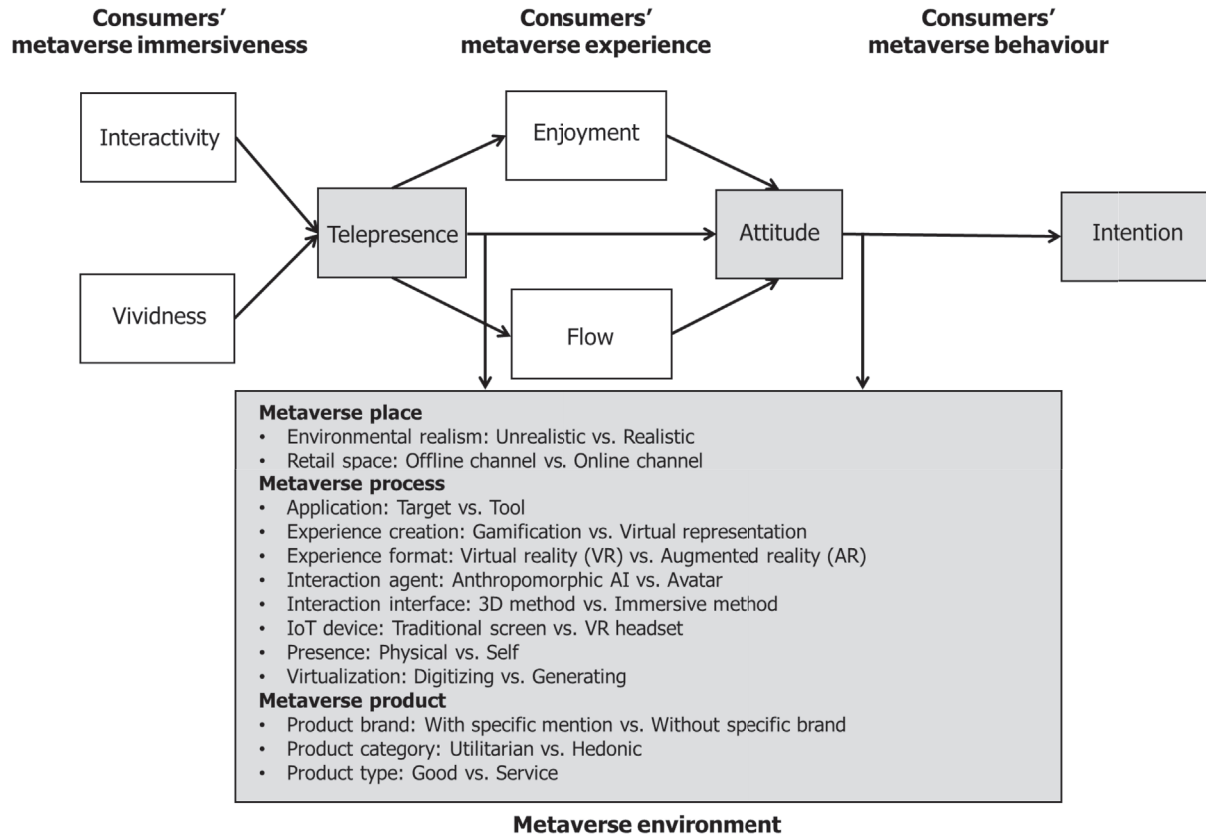 Consumers’
metaverse immersiveness
Consumers’
metaverse experience
Consumers’
metaverse behaviour
Interactivity
Enjoyment
Telepresence
Attitude
Intention
Vividness
Flow
Metaverse place
• Environmental realism: Unrealistic vs. Realistic
• Retail space: Offline channel vs. Online channel
Metaverse process
• Application: Target vs. Tool
• Experience creation: Gamification vs. Virtual representation
• Experience format: Virtual reality (VR) vs. Augmented reality (AR)
• Interaction agent: Anthropomorphic AI vs. Avatar
• Interaction interface: 3D method vs. Immersive method
• IoT device: Traditional screen vs. VR headset
• Presence: Physical vs. Self
• Virtualization: Digitizing vs. Generating
Metaverse product
• Product brand: With specific mention vs. Without specific brand
• Product category: Utilitarian vs. Hedonic
• Product type: Good vs. Service
Metaverse environment